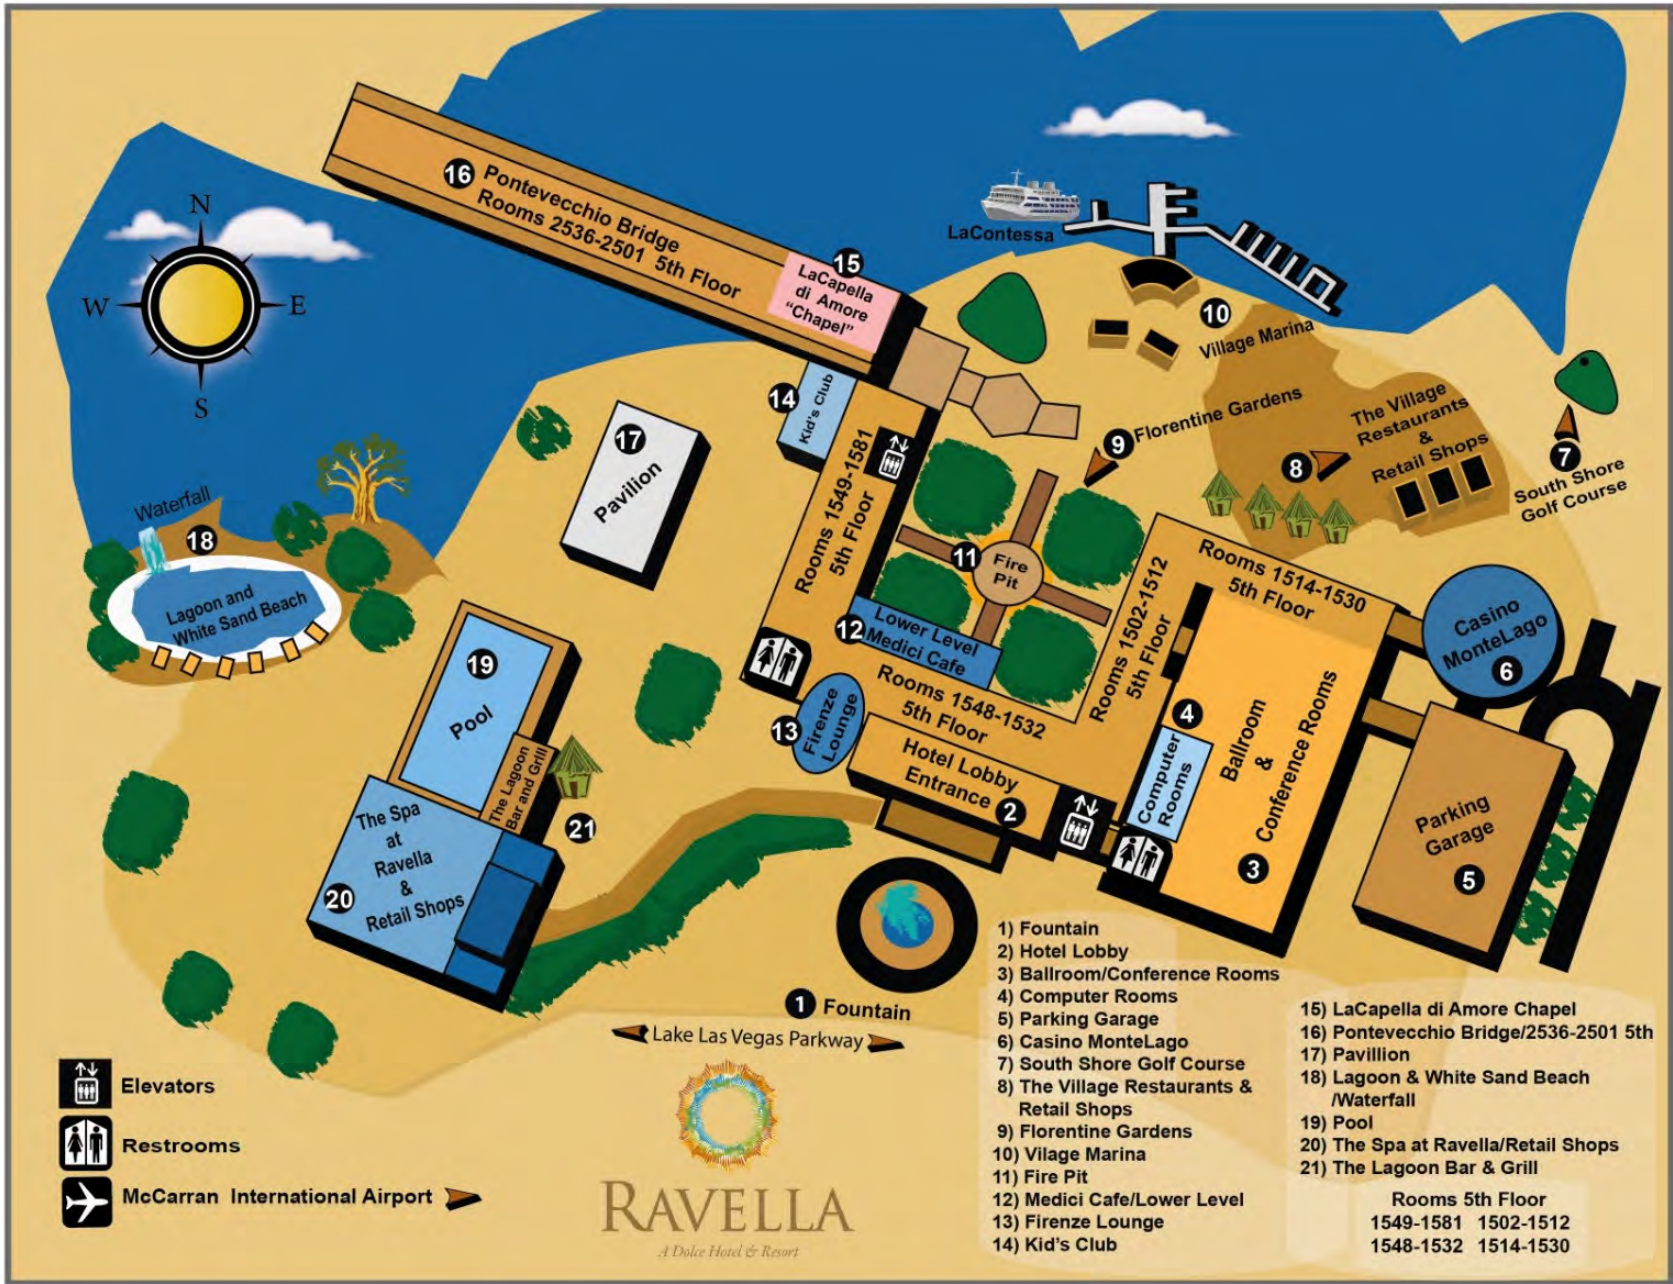 16
Pontevecchio Bridge
Rooms 2536-2501 5th Floor
15
LaCapella
di Amore
"Chapel"
LaContessa
10
Village Marina
N
W
E
S
14
Kid's Club
17
Pavilion
Rooms 1549-1581
5th Floor
9
Florentine Gardens
The Village
Restaurants
&
Retail Shops
8
7
South Shore
Golf Course
Waterfall
18
Lagoon and
White Sand Beach
11
Fire
Pit
12
Lower Level
Medici Cafe
Rooms 1502-1512
5th Floor
Rooms 1514-1530
5th Floor
Casino
MonteLago
6
19
Pool
13
Firenze
Lounge
Rooms 1548-1532
5th Floor
Hotel Lobby
Entrance
2
4
Computer
Rooms
Ballroom
&
Conference Rooms
3
Parking
Garage
5
The Lagoon
Bar and Grill
21
The Spa
at
Ravella
&
Retail Shops
20
1
Fountain
Lake Las Vegas Parkway
Elevators
Restrooms
McCarran International Airport
RAVELLA
A Dolce Hotel & Resort
1) Fountain
2) Hotel Lobby
3) Ballroom/Conference Rooms
4) Computer Rooms
5) Parking Garage
6) Casino MonteLago
7) South Shore Golf Course
8) The Village Restaurants &
Retail Shops
9) Florentine Gardens
10) Vilage Marina
11) Fire Pit
12) Medici Cafe/Lower Level
13) Firenze Lounge
14) Kid's Club
15) LaCapella di Amore Chapel
16) Pontevecchio Bridge/2536-2501 5th
17) Pavillion
18) Lagoon & White Sand Beach
/Waterfall
19) Pool
20) The Spa at Ravella/Retail Shops
21) The Lagoon Bar & Grill
Rooms 5th Floor
1549-1581 1502-1512
1548-1532 1514-1530